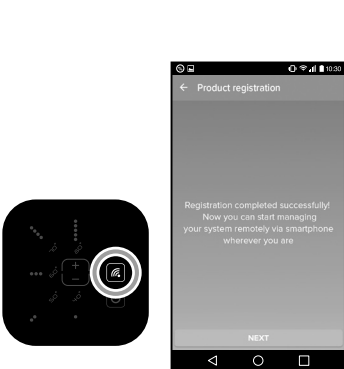 10:30
Product registration
Registration completed successfully!
Now you can start managing
your system remotely via smartphone
wherever you are
NEXT